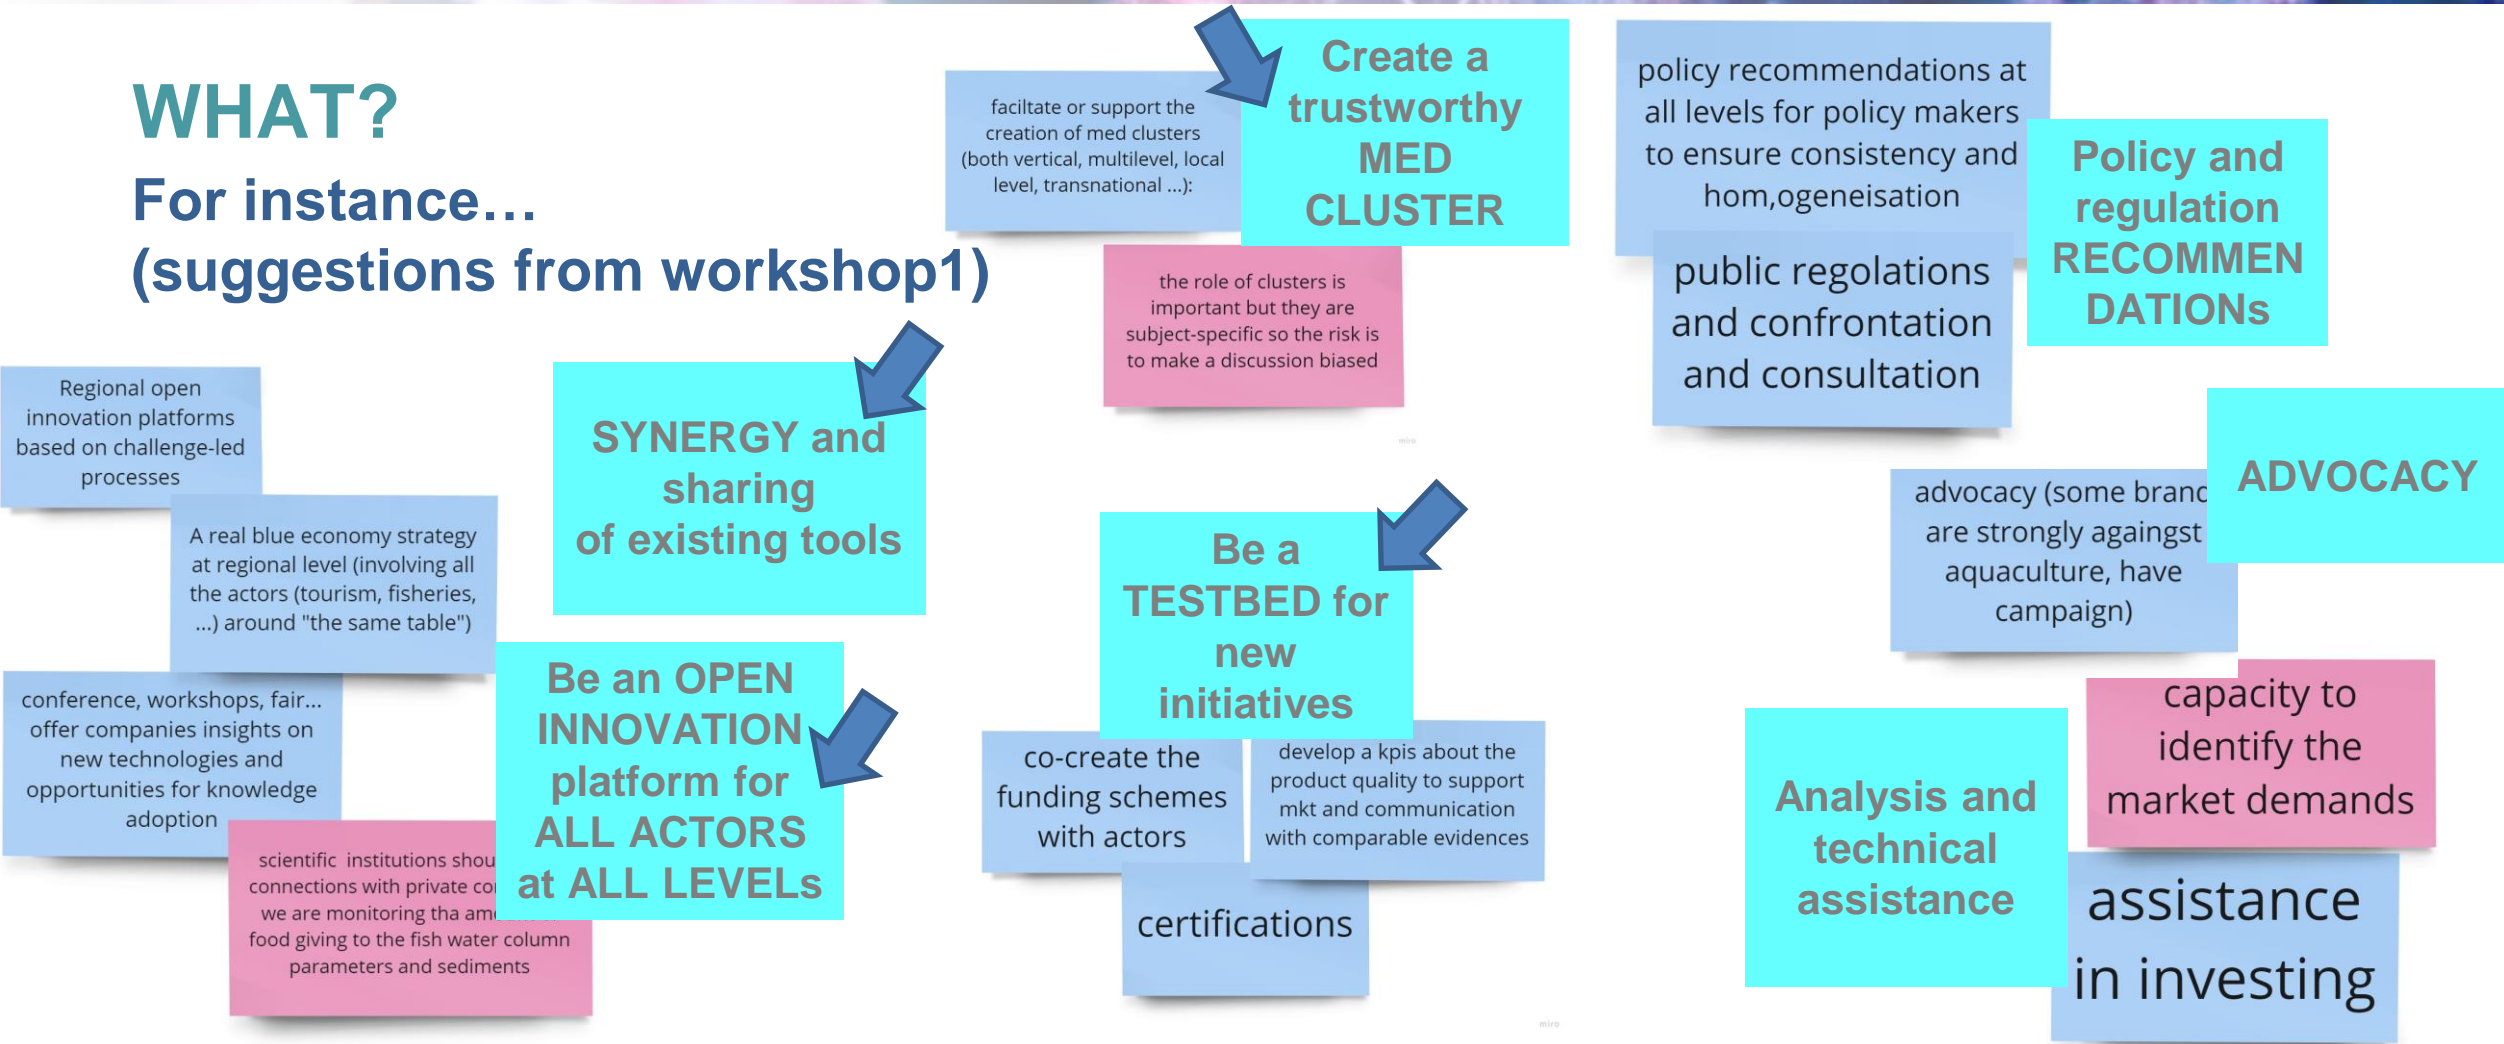 WHAT?
For instance…
(suggestions from workshop1)
faciltate or support the
creation of med clusters
(both vertical, multilevel, local
level, transnational ...):
Create a
trustworthy
MED
CLUSTER
the role of clusters is
important but they are
subject-specific so the risk is
to make a discussion biased
miro
policy recommendations at
all levels for policy makers
to ensure consistency and
hom,ogeneisation
Policy and
regulation
RECOMMEN
DATIONs
public regolations
and confrontation
and consultation
Regional open
innovation platforms
based on challenge-led
processes
A real blue economy strategy
at regional level (involving all
the actors (tourism, fisheries,
...) around "the same table")
conference, workshops, fair...
offer companies insights on
new technologies and
opportunities for knowledge
adoption
scientific institutions
connections with private
we are monitoring tha
food giving to the fish water column
parameters and sediments
SYNERGY and
sharing
of existing tools
Be an OPEN
INNOVATION
platform for
ALL ACTORS
at ALL LEVELs
Be a
TESTBED for
new
initiatives
co-create the
funding schemes
with actors
develop a kpis about the
product quality to support
mkt and communication
with comparable evidences
certifications
miro
ADVOCACY
advocacy (some brand
are strongly againgst
aquaculture, have
campaign)
Analysis and
technical
assistance
capacity to
identify the
market demands
assistance
in investing